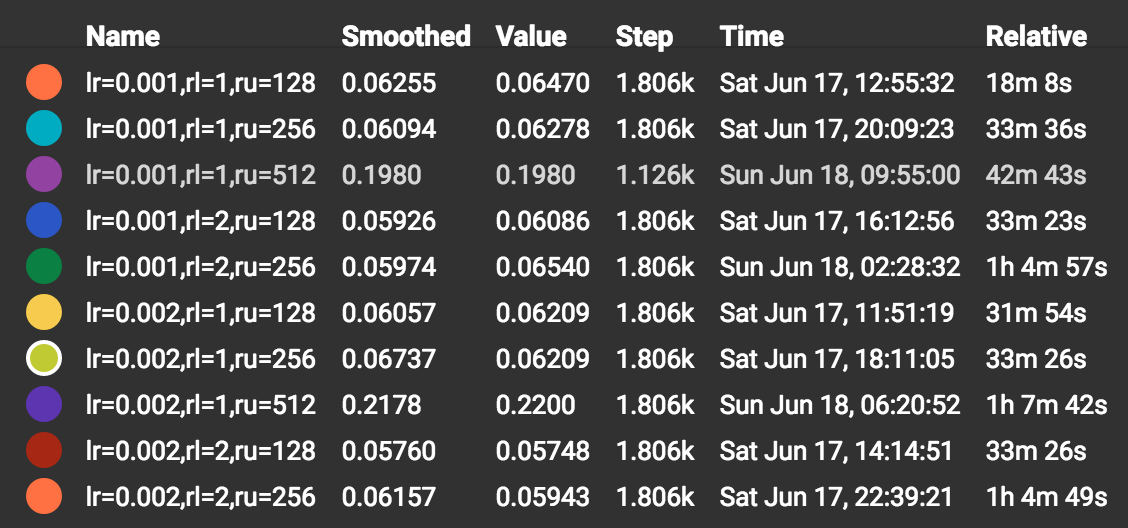 Name Smoothed Value Step Time Relative
lr=0.001,rl=1,ru=128 0.06255 0.06470 1.806k Sat Jun 17, 12:55:32 18m 8s
lr=0.001,rl=1,ru=256 0.06094 0.06278 1.806k Sat Jun 17, 20:09:23 33m 36s
lr=0.001,rl=1,ru=512 0.1980 0.1980 1.126k Sun Jun 18, 09:55:00 42m 43s
lr=0.001,rl=2,ru=128 0.05926 0.06086 1.806k Sat Jun 17, 16:12:56 33m 23s
lr=0.001,rl=2,ru=256 0.05974 0.06540 1.806k Sun Jun 18, 02:28:32 1h 4m 57s
lr=0.002,rl=1,ru=128 0.06057 0.06209 1.806k Sat Jun 17, 11:51:19 31m 54s
lr=0.002,rl=1,ru=256 0.06737 0.06209 1.806k Sat Jun 17, 18:11:05 33m 26s
lr=0.002,rl=1,ru=512 0.2178 0.2200 1.806k Sun Jun 18, 06:20:52 1h 7m 42s
lr=0.002,rl=2,ru=128 0.05760 0.05748 1.806k Sat Jun 17, 14:14:51 33m 26s
lr=0.002,rl=2,ru=256 0.06157 0.05943 1.806k Sat Jun 17, 22:39:21 1h 4m 49s